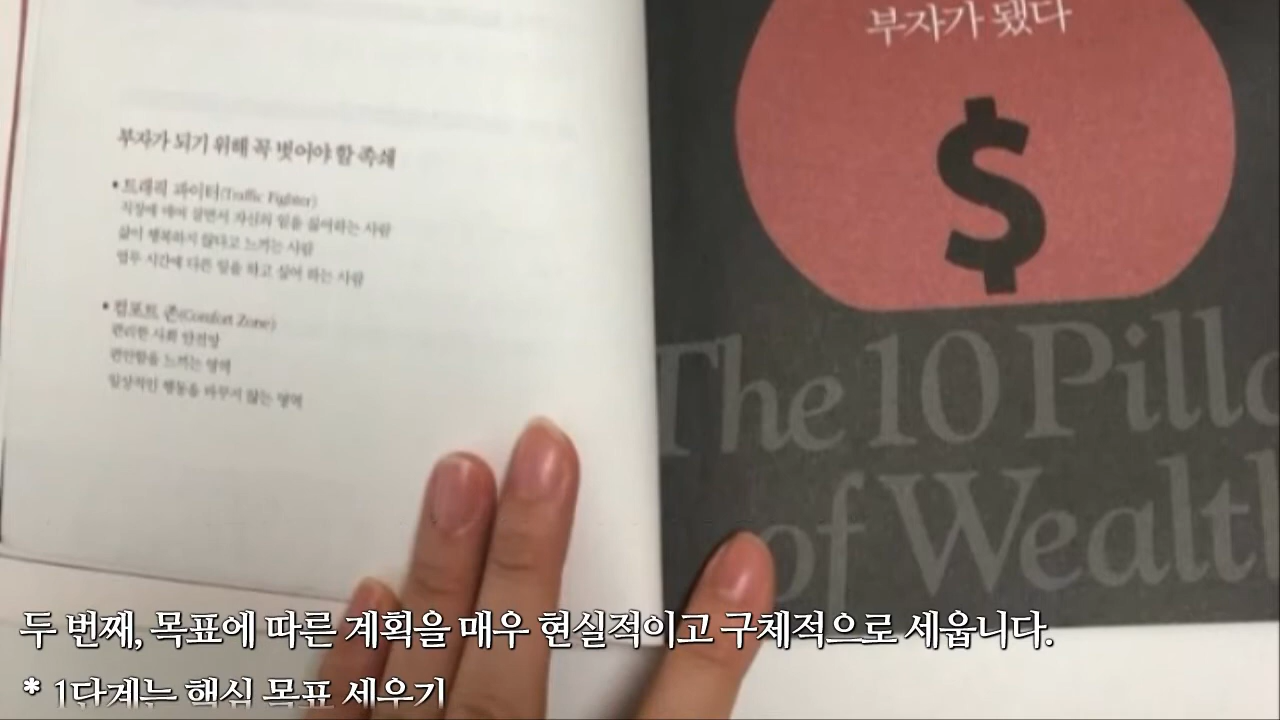 부자가 되기 위해 꼭 벗어야 할 족쇄
• 트래픽 파이터(Traffic Fighter)
직장에 매여 살면서 자신의 일을 싫어하는 사람
삶이 행복하지 않다고 느끼는 사람
업무 시간에 다른 일을 하고 싶어 하는 사람
• 컴포트 존(Comfort Zone)
편리한 사회 안전망
편안함을 느끼는 영역
일상적인 행동을 바꾸지 않는 영역
부자가 됐다
$
The 10 Pilla
of Wealth
두 번째, 목표에 따른 계획을 매우 현실적이고 구체적으로 세웁니다.
* 1단계는 핵심 목표 세우기